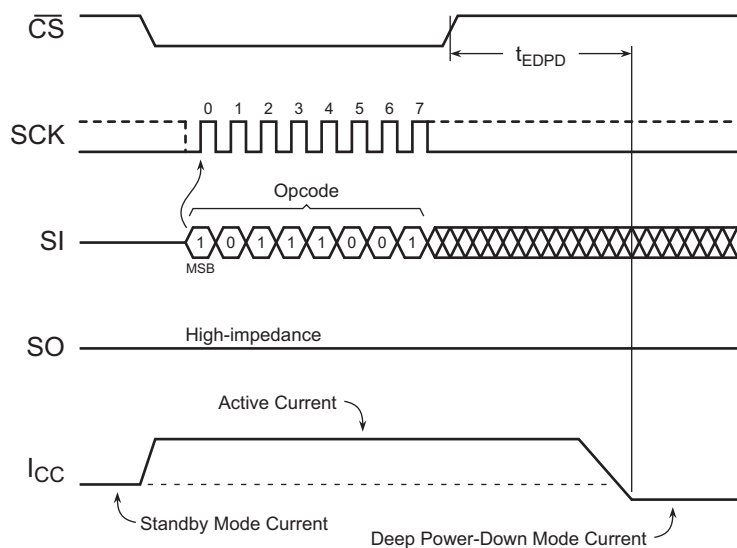 CS
tEDPD
0 1 2 3 4 5 6 7
SCK
Opcode
SI
1 0 1 1 1 0 0 1
MSB
High-impedance
SO
Active Current
ICC
Standby Mode Current
Deep Power-Down Mode Current